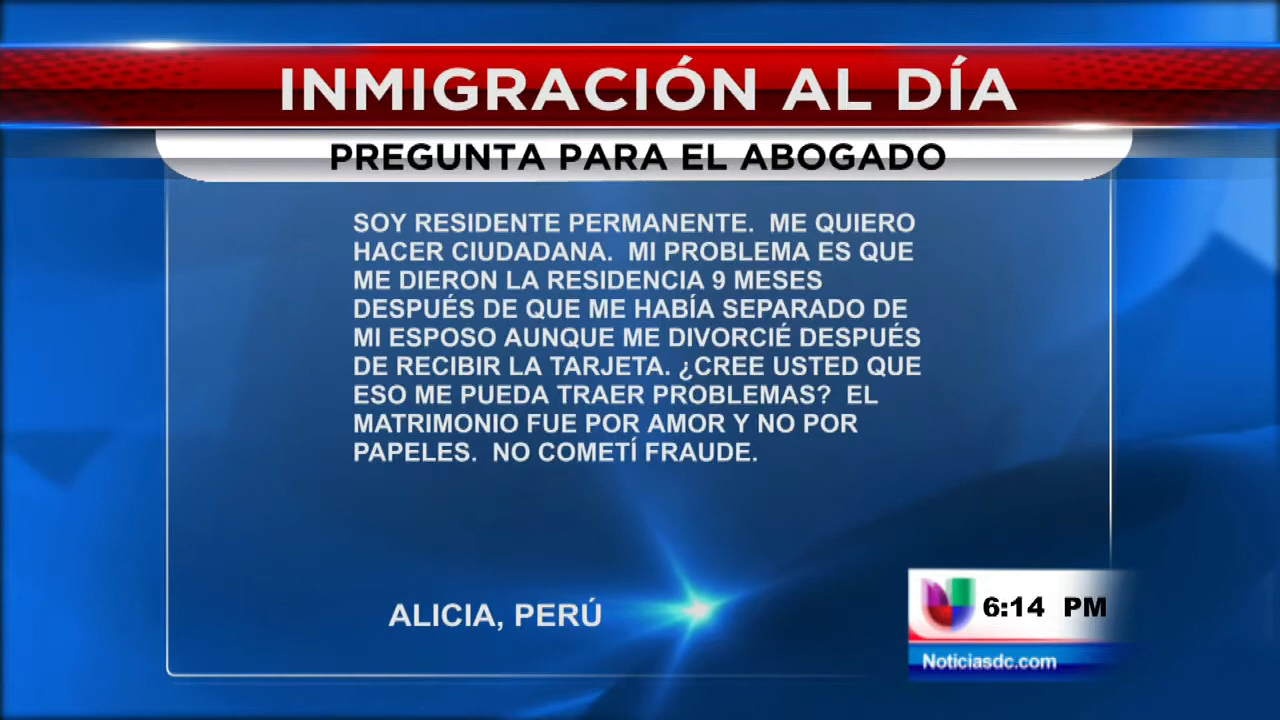 INMIGRACIÓN AL DÍA
PREGUNTA PARA EL ABOGADO
SOY RESIDENTE PERMANENTE.  ME QUIERO
HACER CIUDADANA.  MI PROBLEMA ES QUE
ME DIERON LA RESIDENCIA 9 MESES
DESPUÉS DE QUE ME HABÍA SEPARADO DE
MI ESPOSO AUNQUE ME DIVORCIÉ DESPUÉS
DE RECIBIR LA TARJETA. ¿CREE USTED QUE
ESO ME PUEDA TRAER PROBLEMAS?  EL
MATRIMONIO FUE POR AMOR Y NO POR
PAPELES.  NO COMETÍ FRAUDE.
ALICIA, PERÚ
6:14 PM
Noticiasdc.com